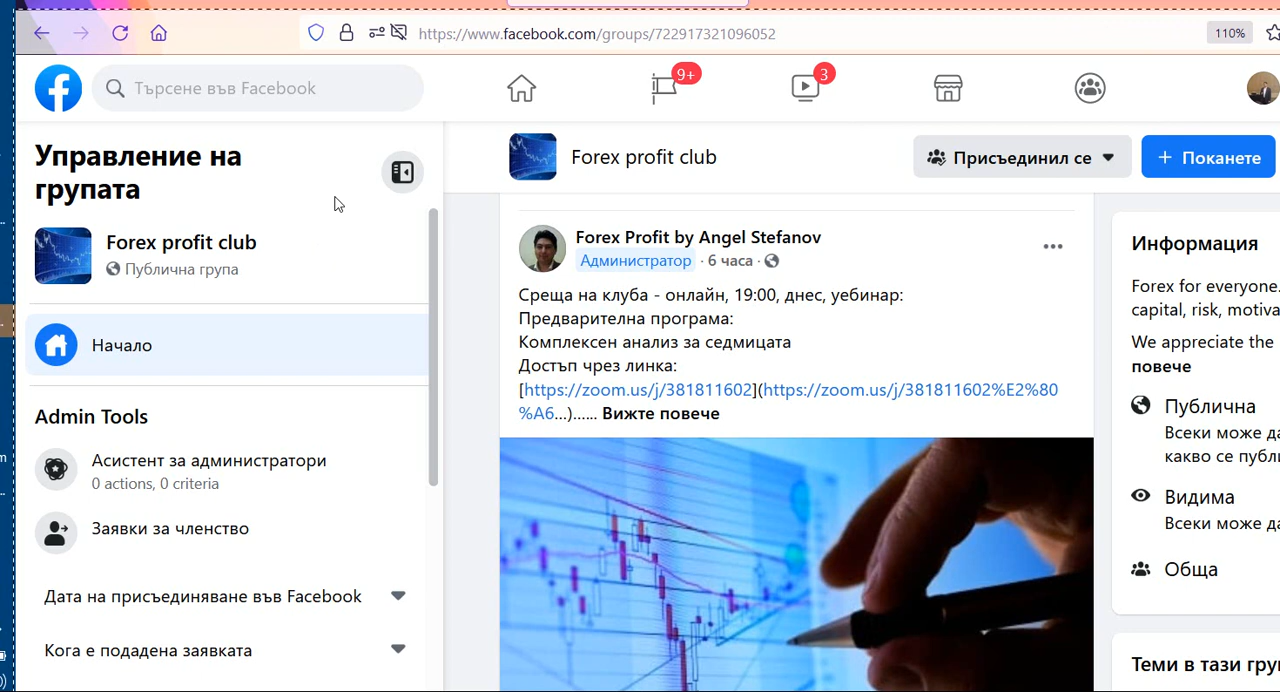 https://www.facebook.com/groups/722917321096052
110%
Търсене във Facebook
9+
3
Управление на
групата
Forex profit club
Публична група
Начало
Admin Tools
Асистент за администратори
0 actions, 0 criteria
Заявки за членство
Дата на присъединяване във Facebook
Кога е подадена заявката
Forex profit club
Присъединил се
+ Поканете
Forex Profit by Angel Stefanov
Администратор · 6 часа ·
Среща на клуба - онлайн, 19:00, днес, уебинар:
Предварителна програма:
Комплексен анализ за седмицата
Достъп чрез линка:
[https://zoom.us/j/381811602](https://zoom.us/j/381811602%E2%80
%A6...)...... Вижте повече
Информация
Forex for everyone.
capital, risk, motiva
We appreciate the
повече
Публична
Всеки може да
какво се публи
Видима
Всеки може да
Обща
Теми в тази гру